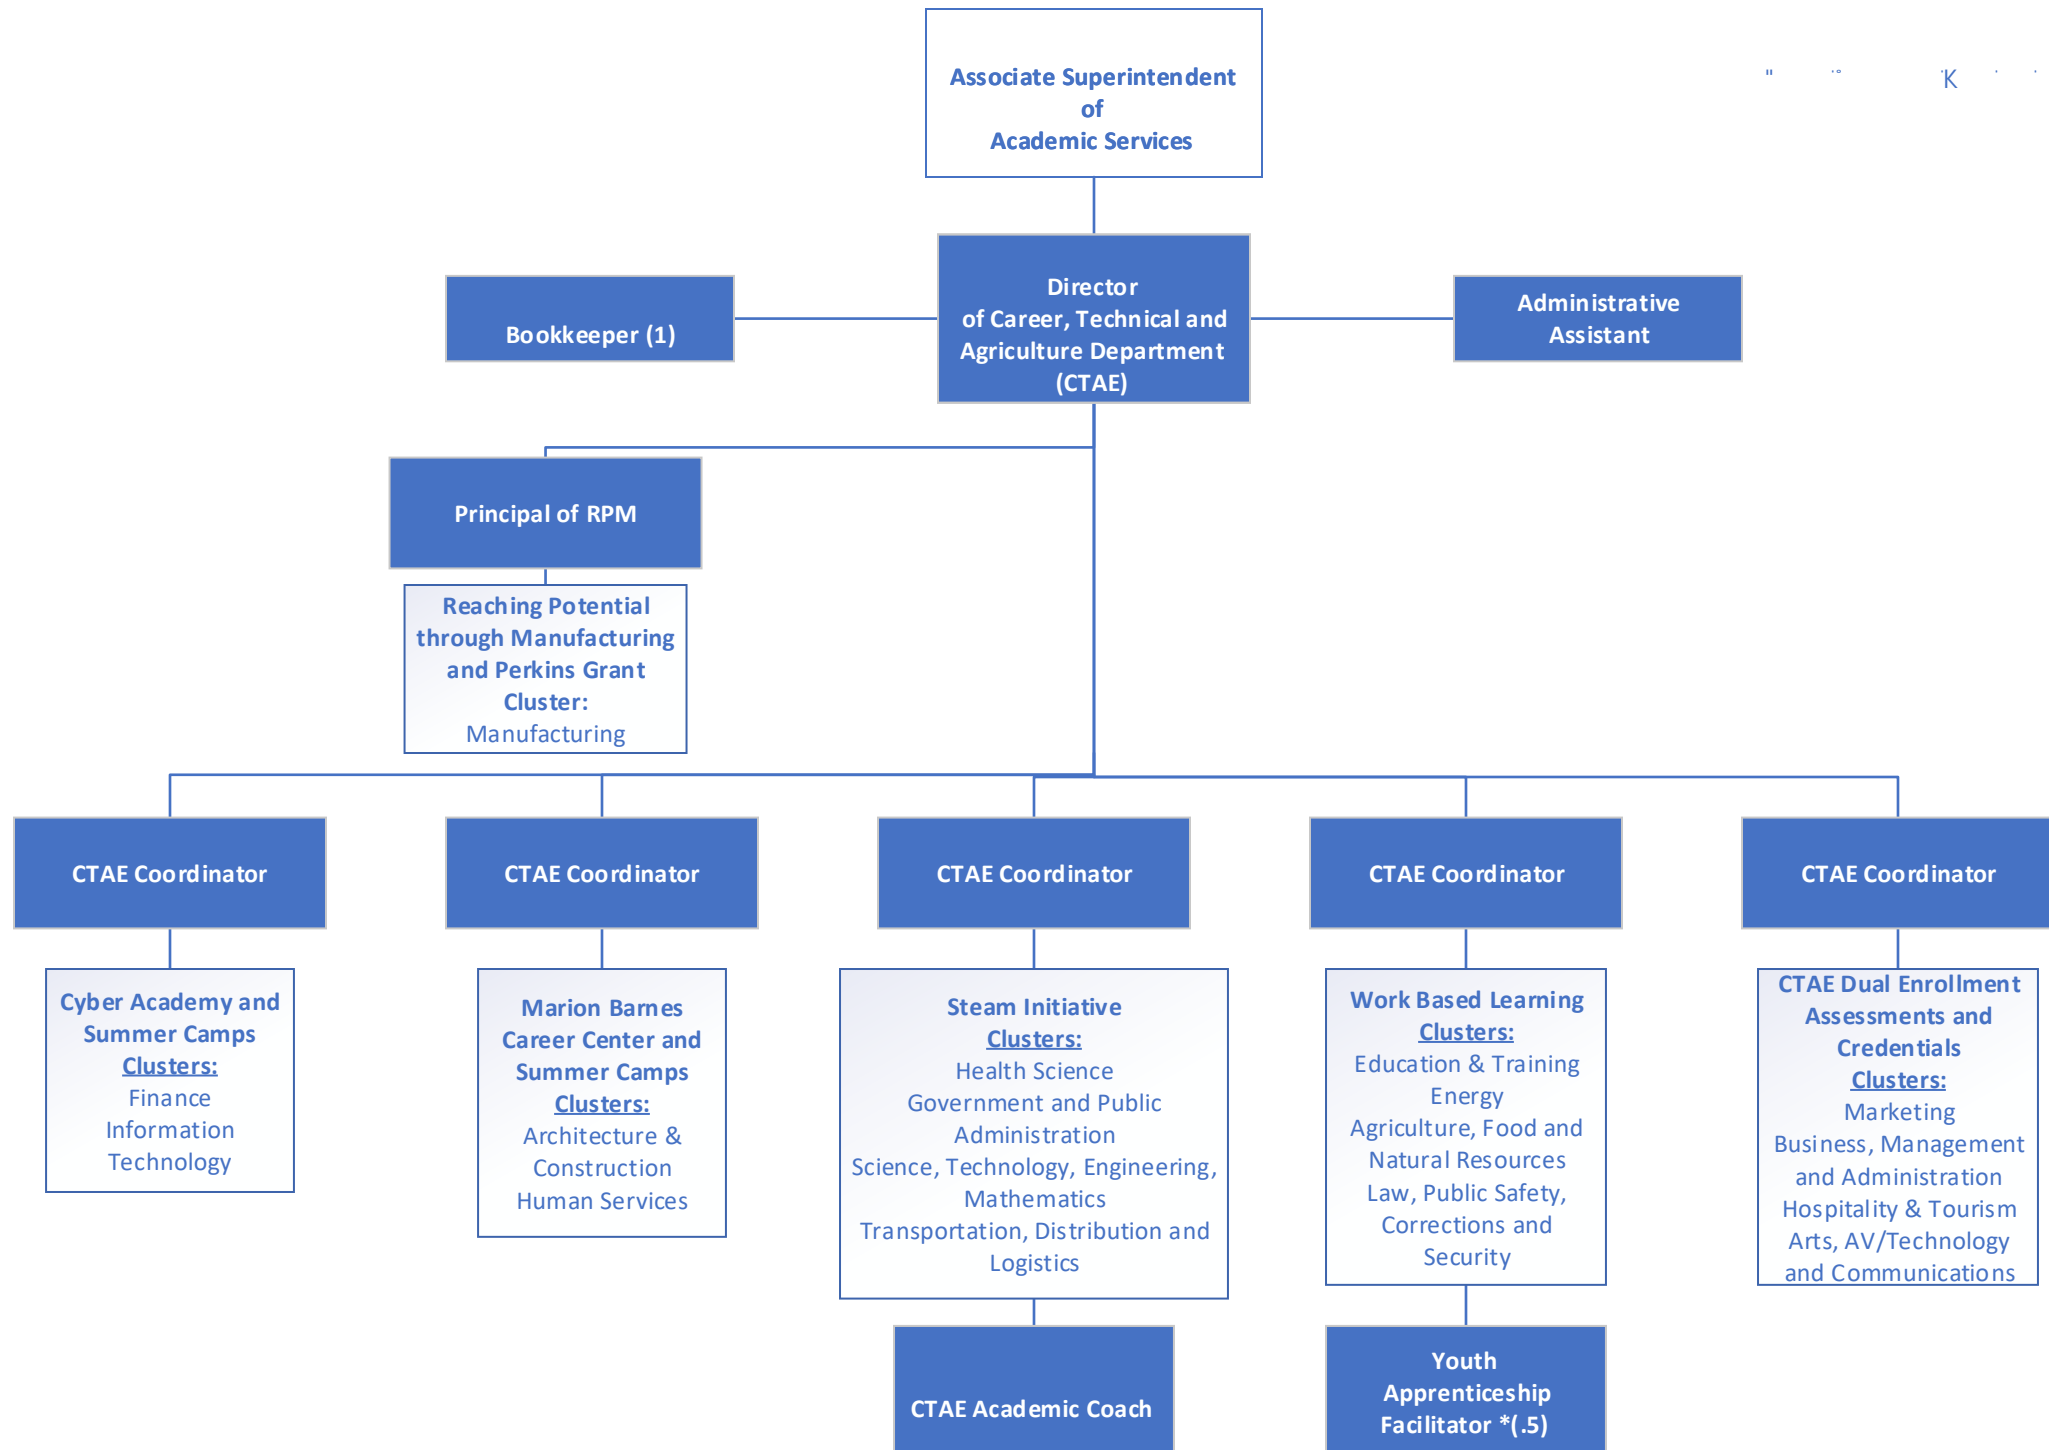 Associate Superintendent
of
Academic Services
Bookkeeper (1)
Director
of Career, Technical and
Agriculture Department
(CTAE)
Administrative
Assistant
Principal of RPM
Reaching Potential
through Manufacturing
and Perkins Grant
Cluster:
Manufacturing
CTAE Coordinator
CTAE Coordinator
CTAE Coordinator
CTAE Coordinator
CTAE Coordinator
Cyber Academy and
Summer Camps
Clusters:
Finance
Information
Technology
Marion Barnes
Career Center and
Summer Camps
Clusters:
Architecture &
Construction
Human Services
Steam Initiative
Clusters:
Health Science
Government and Public
Administration
Science, Technology, Engineering,
Mathematics
Transportation, Distribution and
Logistics
Work Based Learning
Clusters:
Education & Training
Energy
Agriculture, Food and
Natural Resources
Law, Public Safety,
Corrections and
Security
CTAE Dual Enrollment
Assessments and
Credentials
Clusters:
Marketing
Business, Management
and Administration
Hospitality & Tourism
Arts, AV/Technology
and Communications
CTAE Academic Coach
Youth
Apprenticeship
Facilitator *(.5)